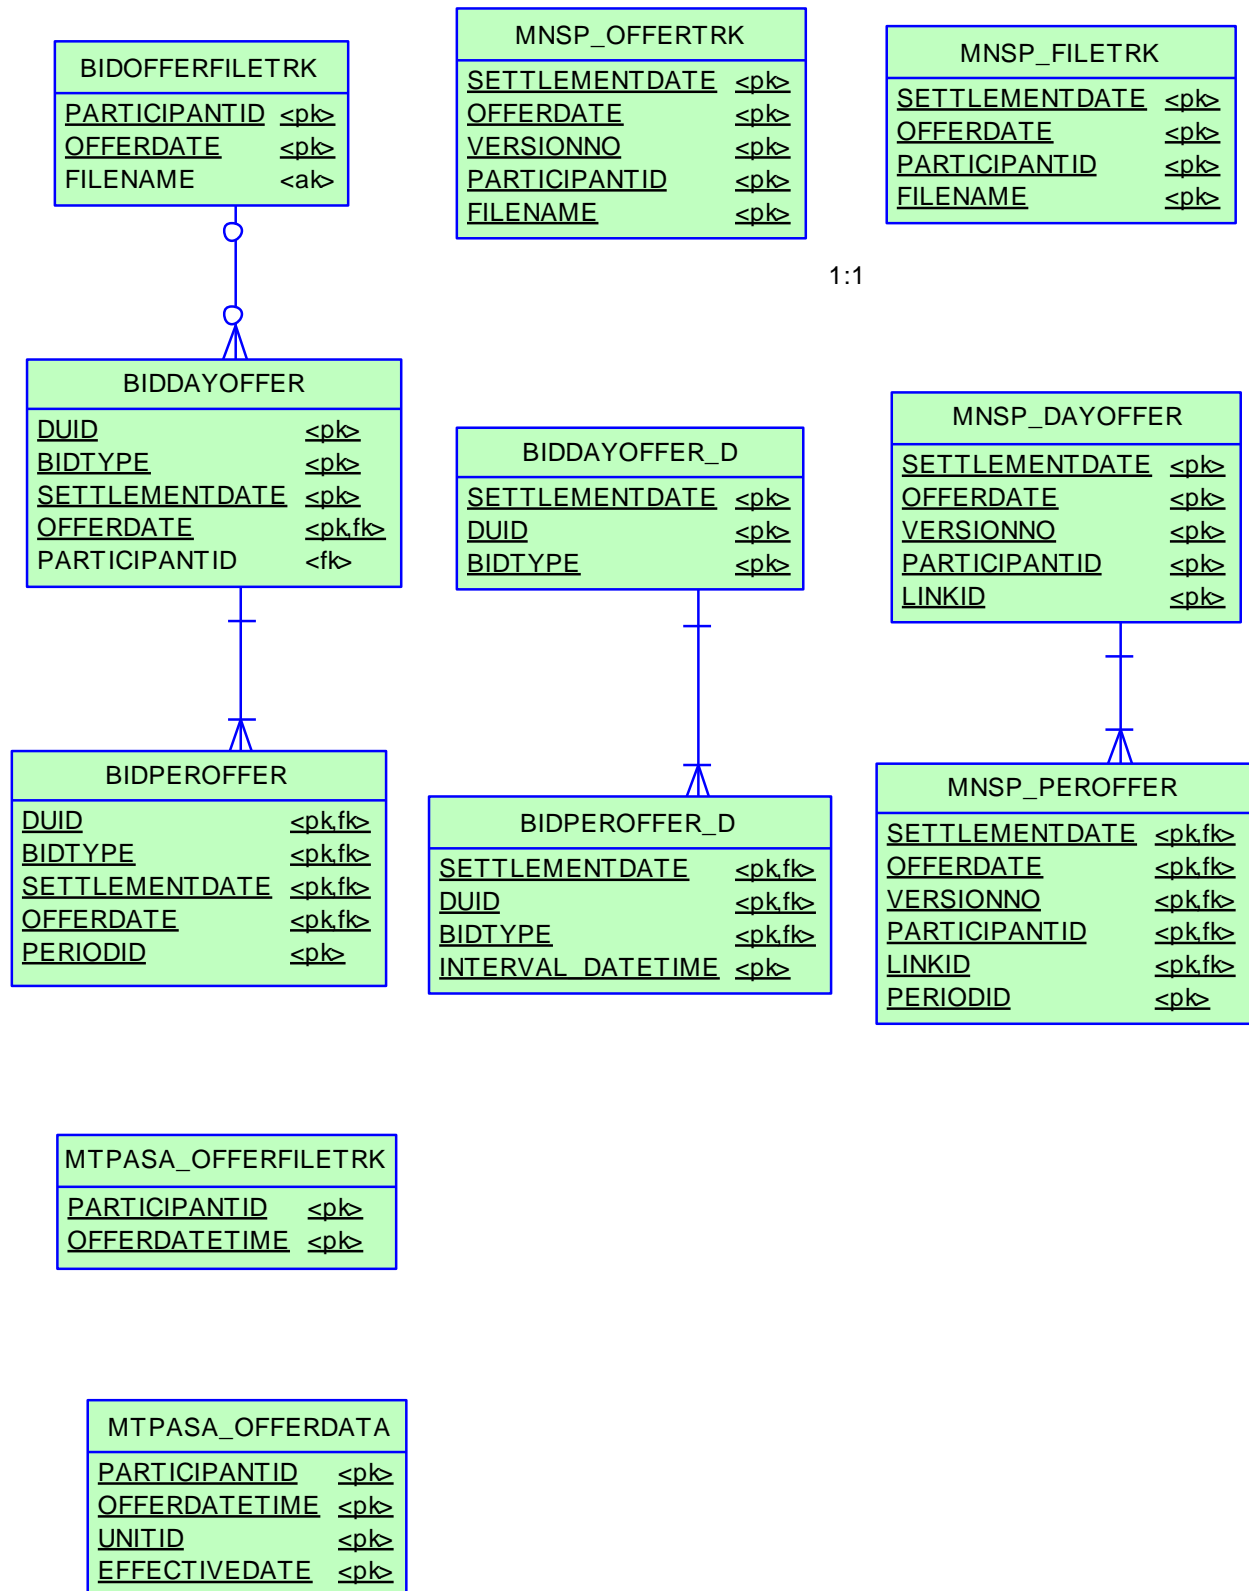 BIDOFFERFILETRK
PARTICIPANTID <pk>
OFFERDATE <pk>
FILENAME <ak>
MNSP_OFFERTRK
SETTLEMENTDATE <pk>
OFFERDATE <pk>
VERSIONNO <pk>
PARTICIPANTID <pk>
FILENAME <pk>
MNSP_FILETRK
SETTLEMENTDATE <pk>
OFFERDATE <pk>
PARTICIPANTID <pk>
FILENAME <pk>
1:1
BIDDAYOFFER
DUID <pk>
BIDTYPE <pk>
SETTLEMENTDATE <pk>
OFFERDATE <pk,fk>
PARTICIPANTID <fk>
BIDDAYOFFER_D
SETTLEMENTDATE <pk>
DUID <pk>
BIDTYPE <pk>
MNSP_DAYOFFER
SETTLEMENTDATE <pk>
OFFERDATE <pk>
VERSIONNO <pk>
PARTICIPANTID <pk>
LINKID <pk>
BIDPEROFFER
DUID <pk,fk>
BIDTYPE <pk,fk>
SETTLEMENTDATE <pk,fk>
OFFERDATE <pk,fk>
PERIODID <pk>
BIDPEROFFER_D
SETTLEMENTDATE <pk,fk>
DUID <pk,fk>
BIDTYPE <pk,fk>
INTERVAL_DATETIME <pk>
MNSP_PEROFFER
SETTLEMENTDATE <pk,fk>
OFFERDATE <pk,fk>
VERSIONNO <pk,fk>
PARTICIPANTID <pk,fk>
LINKID <pk,fk>
PERIODID <pk>
MTPASA_OFFERFILETRK
PARTICIPANTID <pk>
OFFERDATETIME <pk>
MTPASA_OFFERDATA
PARTICIPANTID <pk>
OFFERDATETIME <pk>
UNITID <pk>
EFFECTIVEDATE <pk>